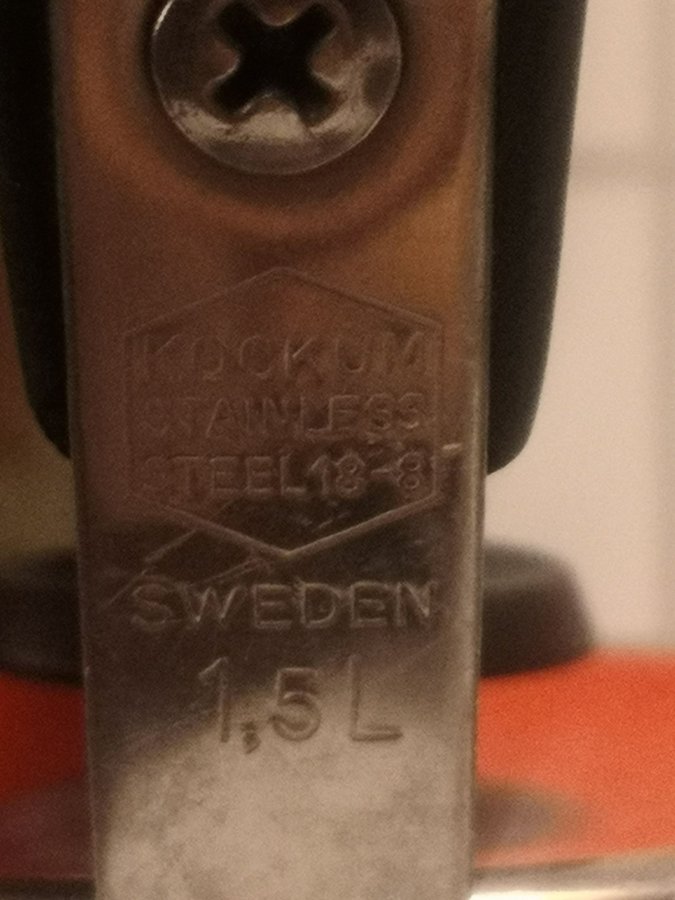 KOCKUM
STAINLESS
STEEL 18-8
SWEDEN
1,5 L